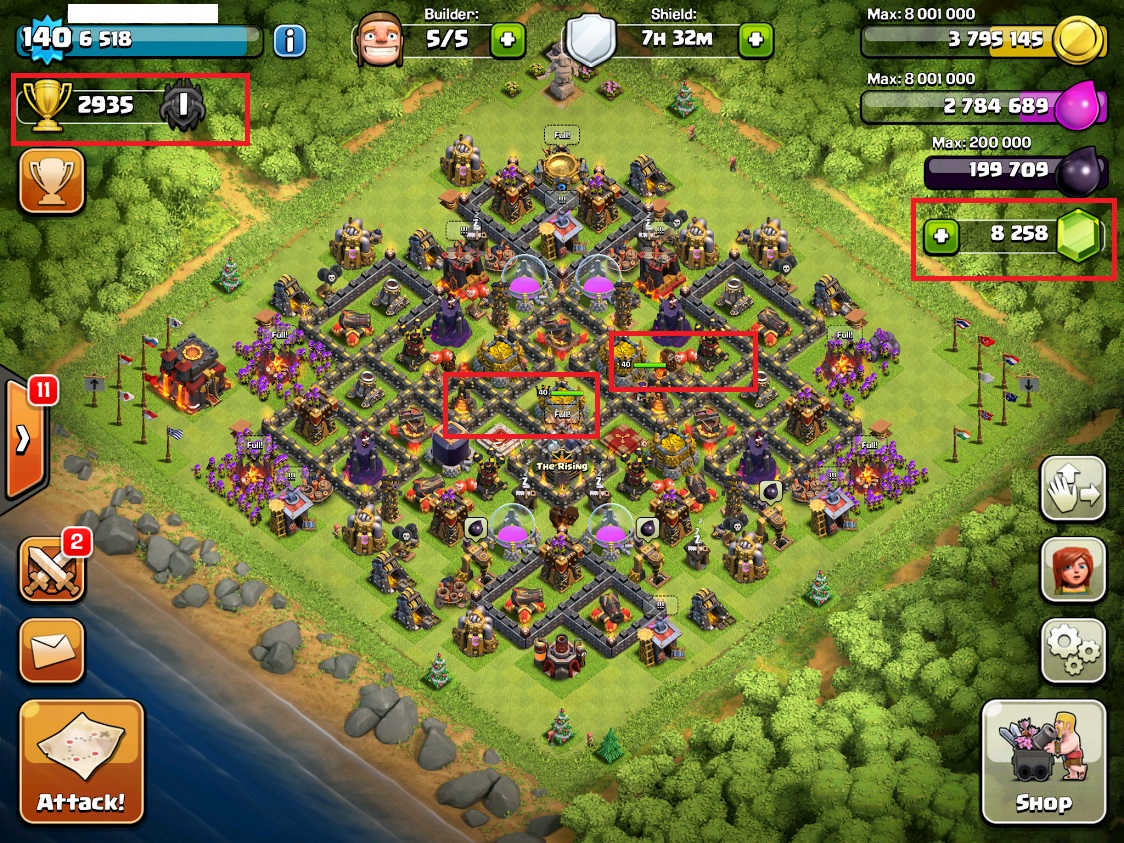 Builder:
Shield:
Max: 8 001 000
140 6 518
5/5
7h 32m
3 795 145
Max: 8 001 000
2935
2 784 689
Max: 200 000
199 709
8 258
Full!
!!!
!!!
!!!
z
z
Full!
Full!
40
40
Full!
11
Full!
Full!
The Rising
!!!
!!!
z
z
z
2
!!!
Attack!
Shop